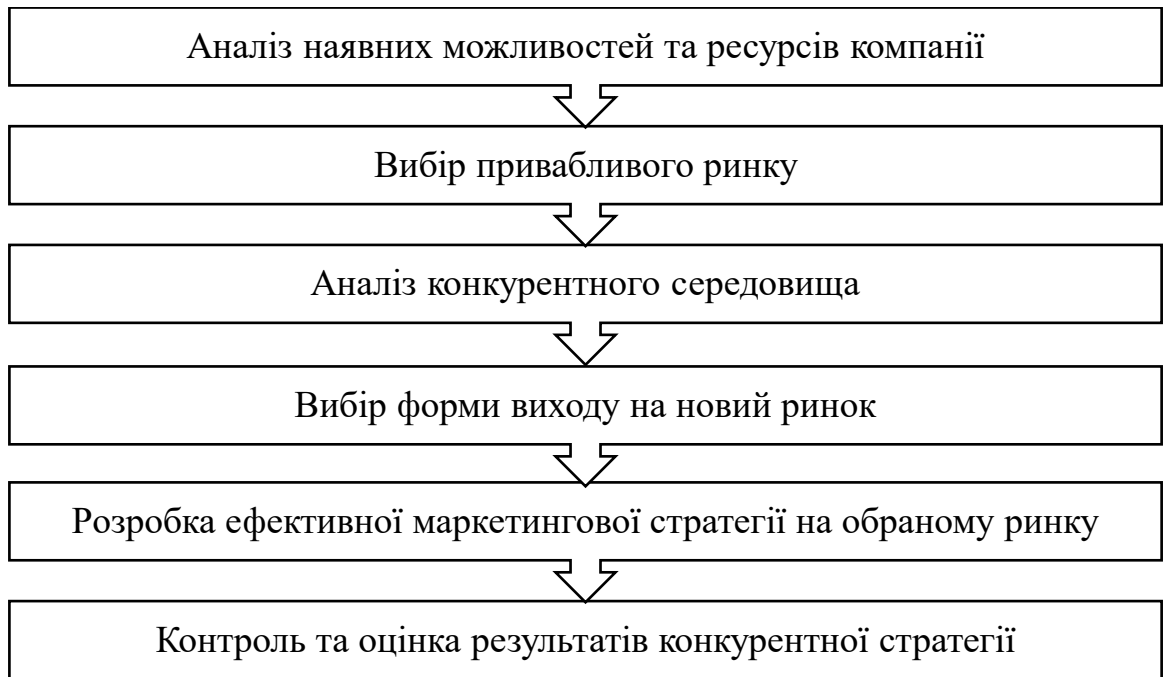 Аналіз наявних можливостей та ресурсів компанії
Вибір привабливого ринку
Аналіз конкурентного середовища
Вибір форми виходу на новий ринок
Розробка ефективної маркетингової стратегії на обраному ринку
Контроль та оцінка результатів конкурентної стратегії